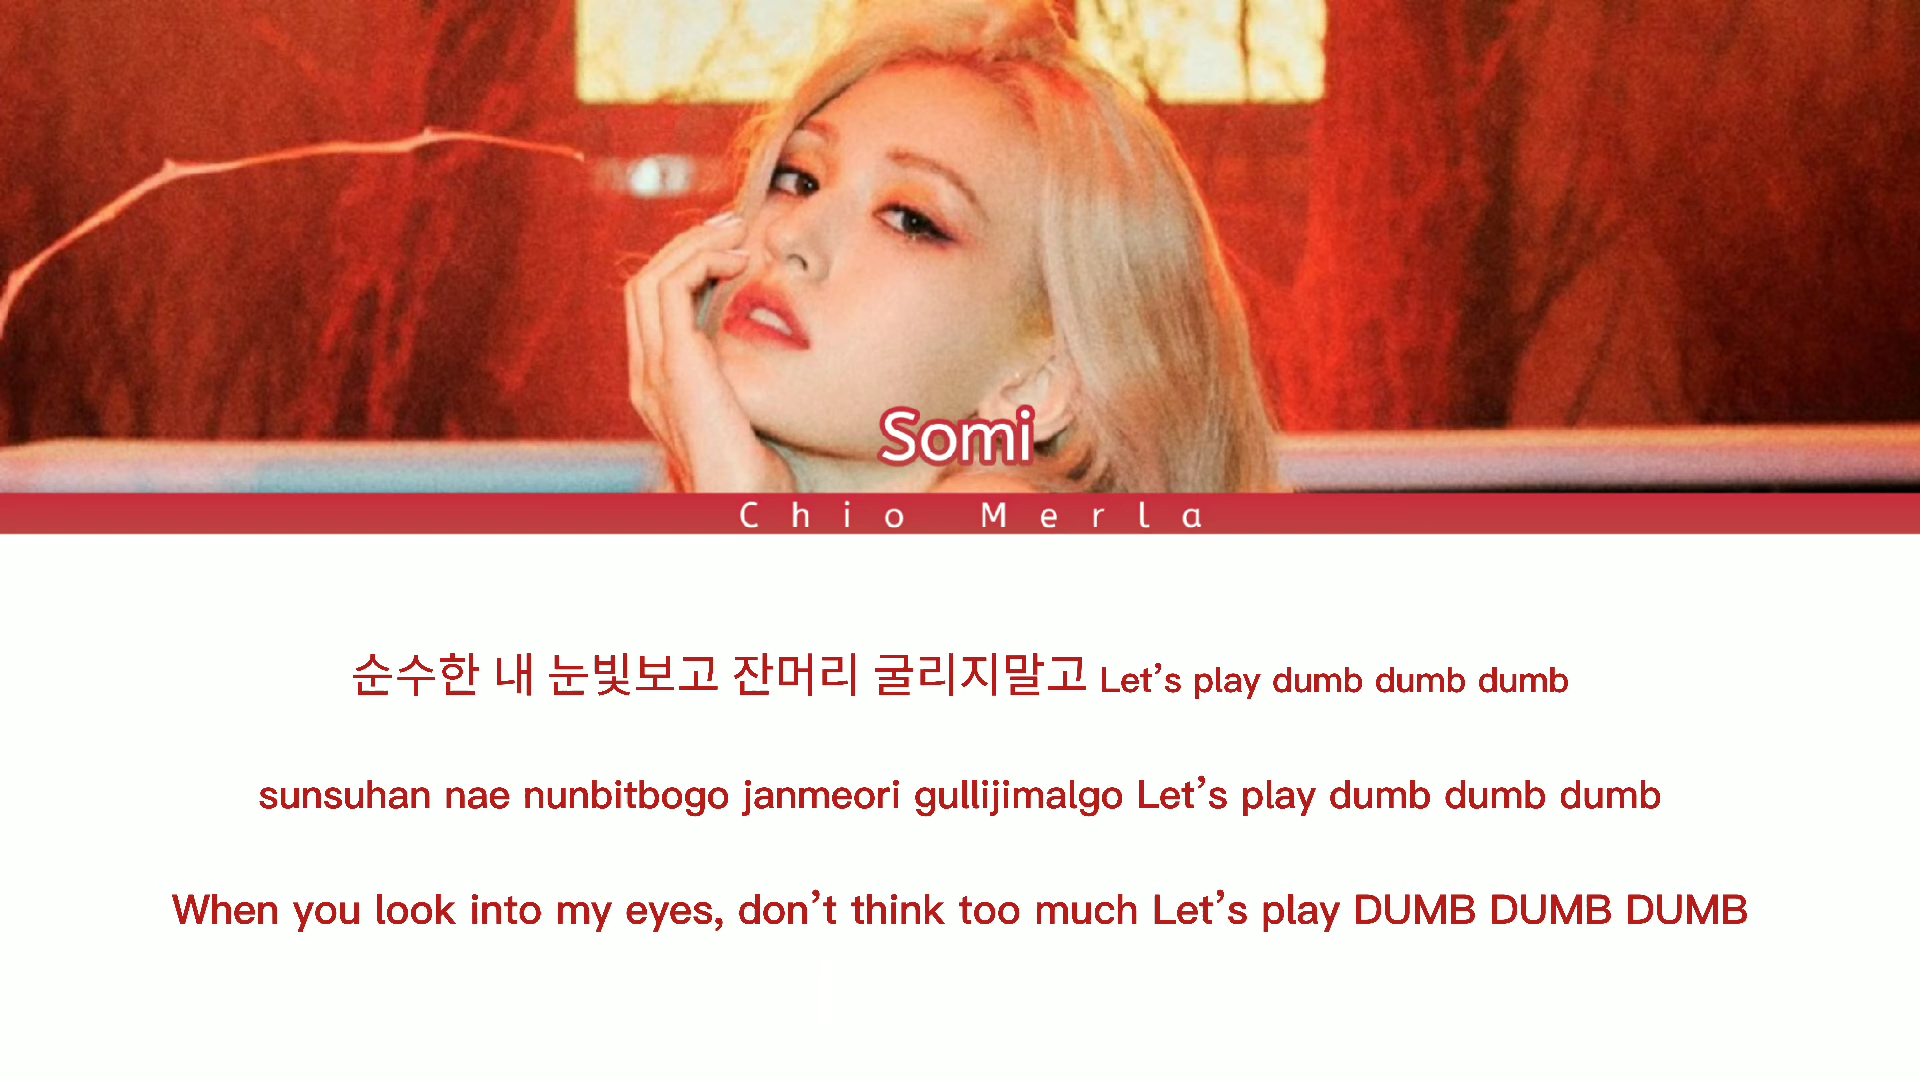 Somi
Chio Merla
순수한 내 눈빛보고 잔머리 굴리지말고 Let’s play dumb dumb dumb
sunsuhan nae nunbitbogo janmeori gullijimalgo Let’s play dumb dumb dumb
When you look into my eyes, don’t think too much Let’s play DUMB DUMB DUMB